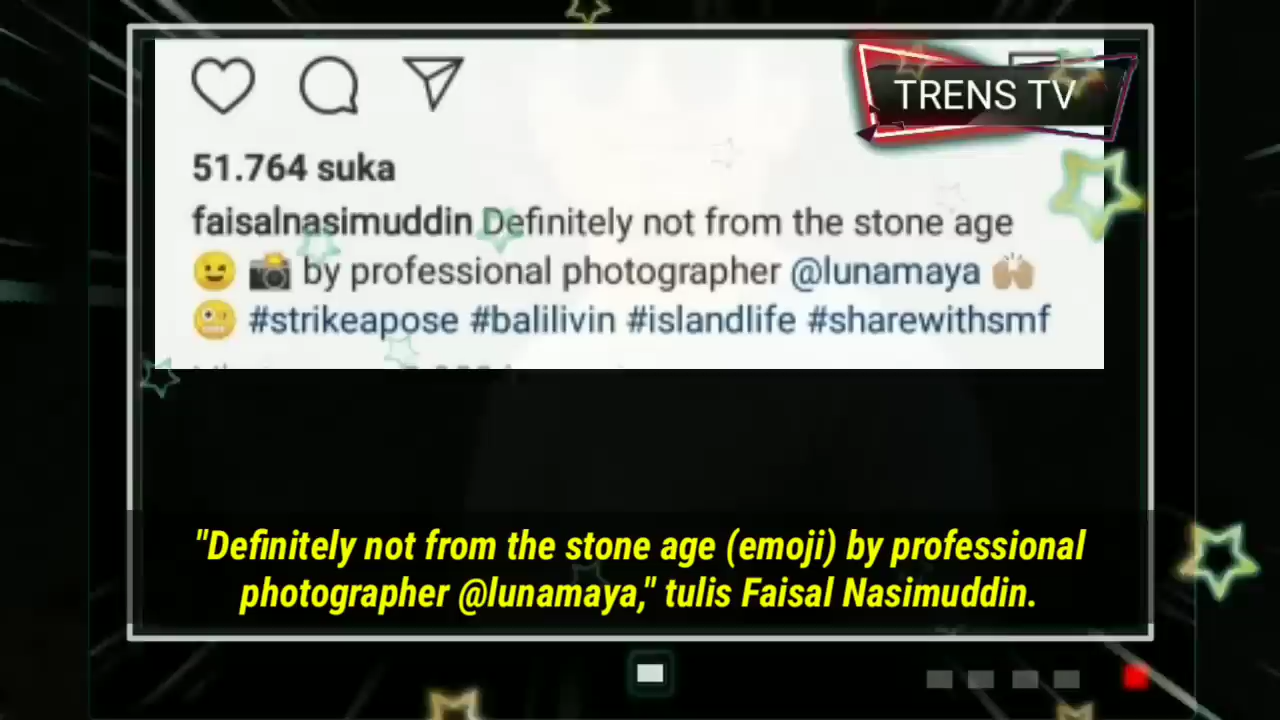 TRENS TV
51.764 suka
faisalnasimuddin Definitely not from the stone age
😉 📸 by professional photographer @lunamaya 🙌🏽
🤪 #strikeapose #balilivin #islandlife #sharewithsmf
"Definitely not from the stone age (emoji) by professional
photographer @lunamaya," tulis Faisal Nasimuddin.